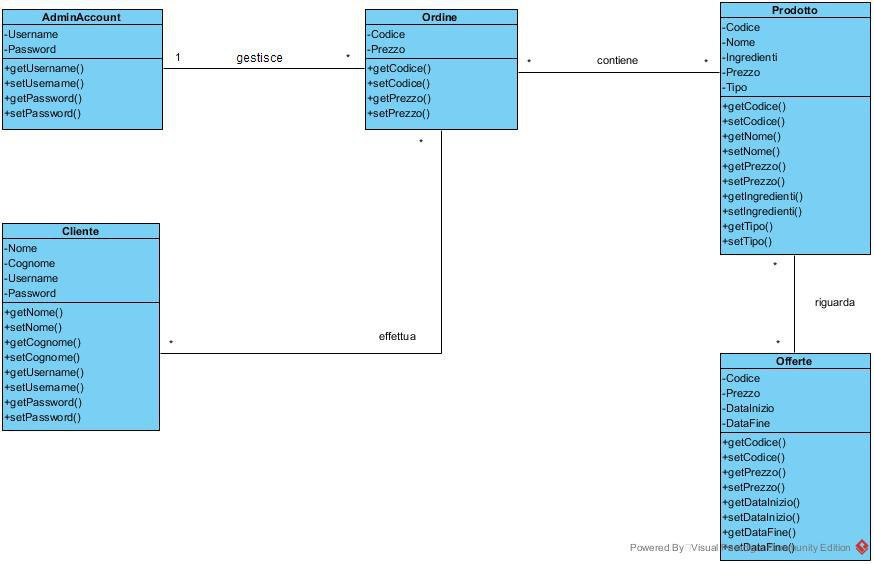 AdminAccount
-Username
-Password
+getUsername()
+setUsername()
+getPassword()
+setPassword()
1
gestisce
*
Ordine
-Codice
-Prezzo
+getCodice()
+setCodice()
+getPrezzo()
+setPrezzo()
*
contiene
*
Prodotto
-Codice
-Nome
-Ingredienti
-Prezzo
-Tipo
+getCodice()
+setCodice()
+getNome()
+setNome()
+getPrezzo()
+setPrezzo()
+getIngredienti()
+setIngredienti()
+getTipo()
+setTipo()
*
Cliente
-Nome
-Cognome
-Username
-Password
+getNome()
+setNome()
+getCognome()
+setCognome()
+getUsername()
+setUsername()
+getPassword()
+setPassword()
*
effettua
*
riguarda
*
Offerte
-Codice
-Prezzo
-DataInizio
-DataFine
+getCodice()
+setCodice()
+getPrezzo()
+setPrezzo()
+getDataInizio()
+setDataInizio()
+getDataFine()
+setDataFine()
Powered By Visual Edition